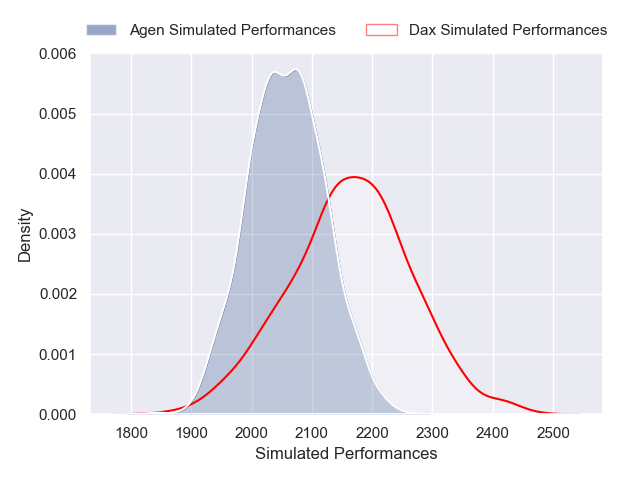 Agen Simulated Performances Dax Simulated Performances
0.006
0.005
0.004
0.003
0.002
0.001
0.000
Density
1800 1900 2000 2100 2200 2300 2400 2500
Simulated Performances